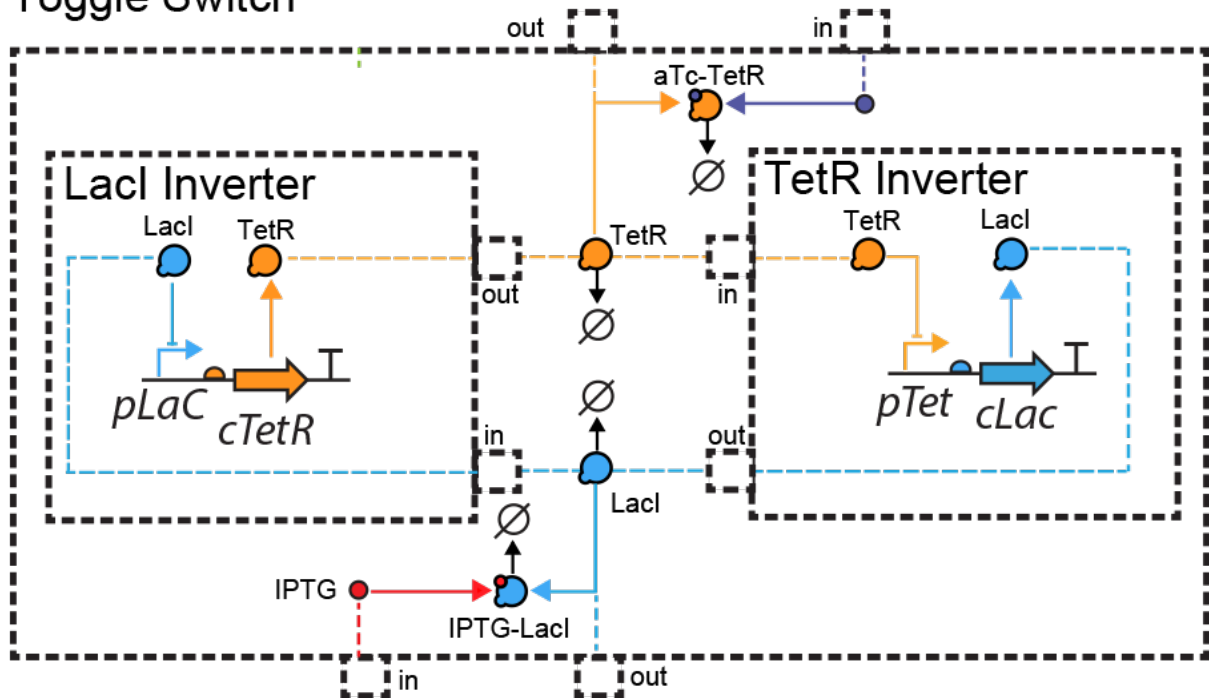 Toggle Switch
out
in
aTc-TetR
LacI Inverter
TetR Inverter
LacI
TetR
TetR
TetR
LacI
out
in
pLaC
cTetR
pTet
cLac
in
out
LacI
IPTG
IPTG-LacI
in
out